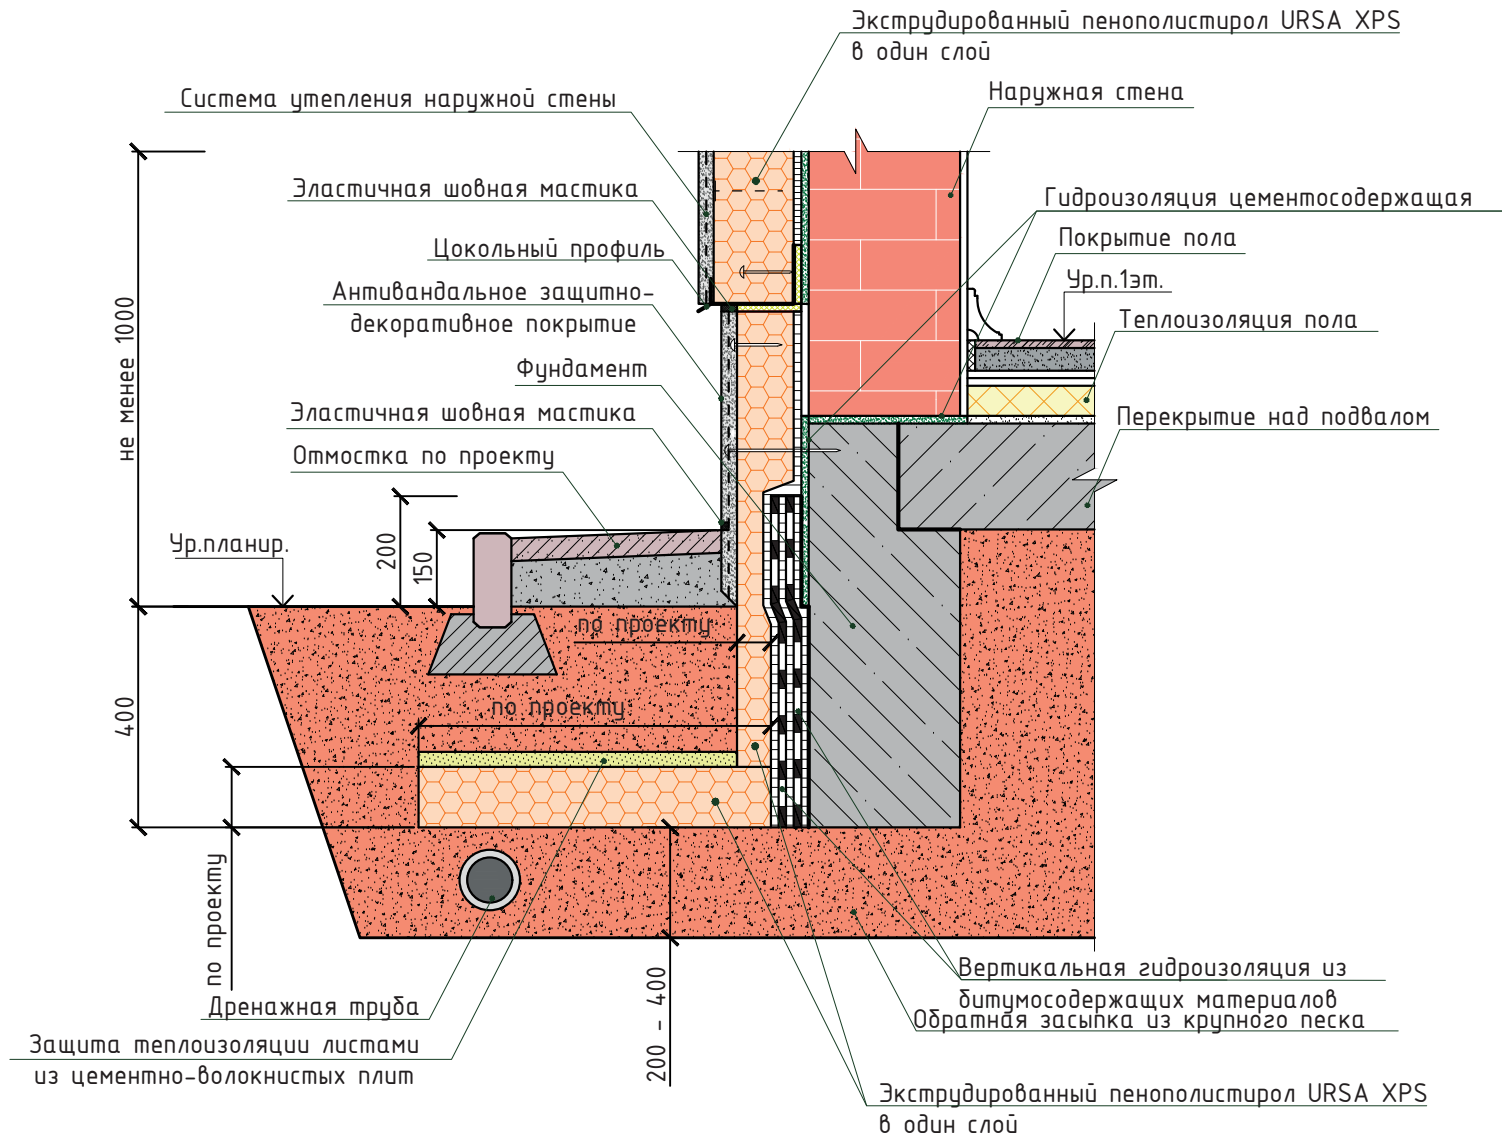 Экструдированный пенополистирол URSA XPS
в один слой
Система утепления наружной стены
Наружная стена
Эластичная шовная мастика
Гидроизоляция цементосодержащая
Цокольный профиль
Покрытие пола
Ур.п.1эт.
Антивандальное защитно-
декоративное покрытие
Теплоизоляция пола
не менее 1000
Фундамент
Эластичная шовная мастика
Перекрытие над подвалом
Отмостка по проекту
Ур.планир.
200
150
по проекту
400
по проекту
по проекту
Вертикальная гидроизоляция из
битумосодержащих материалов
Дренажная труба
Обратная засыпка из крупного песка
200 - 400
Защита теплоизоляции листами
из цементно-волокнистых плит
Экструдированный пенополистирол URSA XPS
в один слой